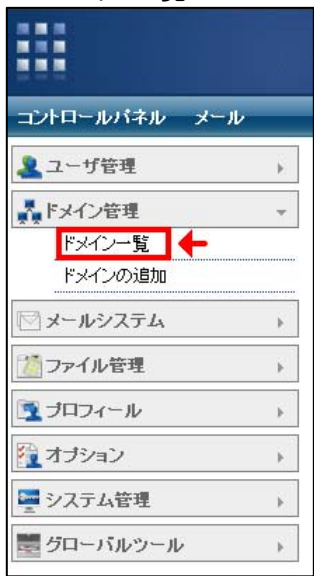 コントロールパネル メール
ユーザ管理
ドメイン管理
ドメイン一覧
ドメインの追加
メールシステム
ファイル管理
プロフィール
オプション
システム管理
グローバルツール